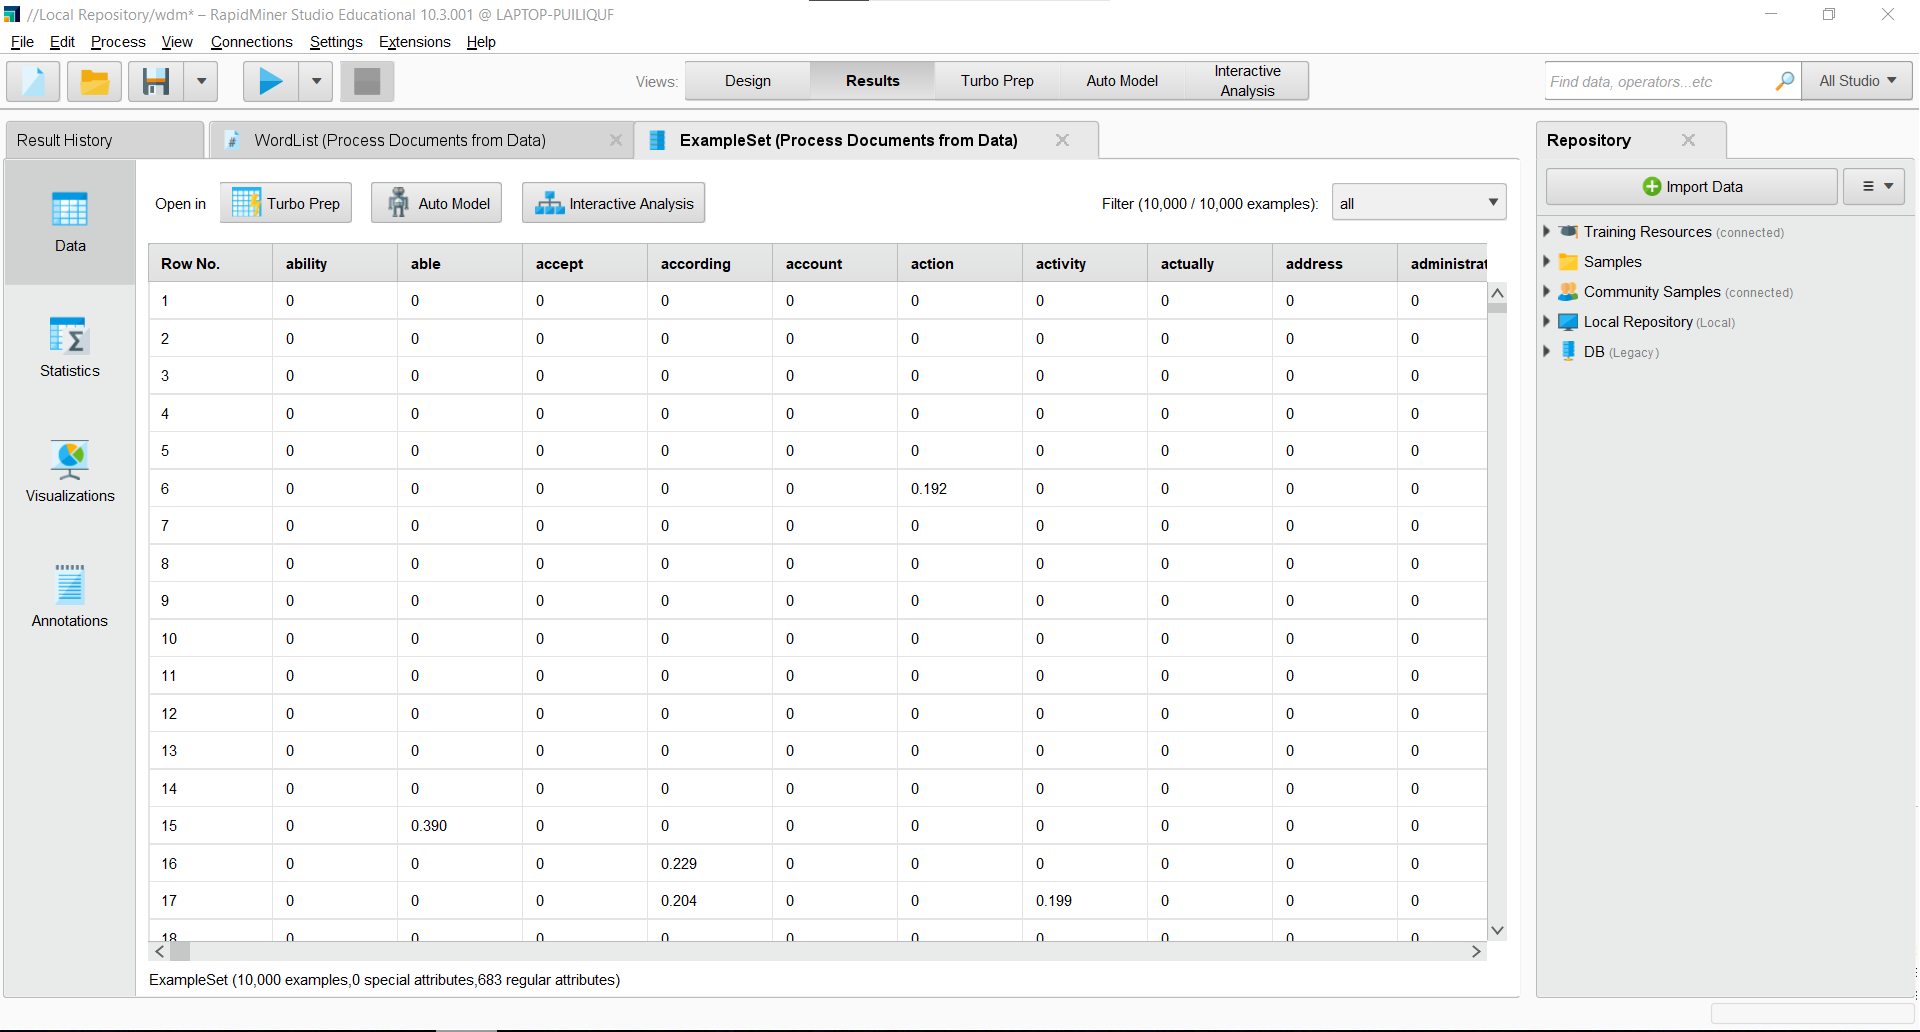 //Local Repository/wdm* – RapidMiner Studio Educational 10.3.001 @ LAPTOP-PUILIQUF
File Edit Process View Connections Settings Extensions Help
Views: Design Results Turbo Prep Auto Model Interactive Analysis
Find data, operators...etc All Studio
Result History WordList (Process Documents from Data) ExampleSet (Process Documents from Data) Repository
Open in Turbo Prep Auto Model Interactive Analysis Filter (10,000 / 10,000 examples): all
Data
Statistics
Visualizations
Annotations
Row No. ability able accept according account action activity actually address administrat
1 0 0 0 0 0 0 0 0 0 0
2 0 0 0 0 0 0 0 0 0 0
3 0 0 0 0 0 0 0 0 0 0
4 0 0 0 0 0 0 0 0 0 0
5 0 0 0 0 0 0 0 0 0 0
6 0 0 0 0 0 0.192 0 0 0 0
7 0 0 0 0 0 0 0 0 0 0
8 0 0 0 0 0 0 0 0 0 0
9 0 0 0 0 0 0 0 0 0 0
10 0 0 0 0 0 0 0 0 0 0
11 0 0 0 0 0 0 0 0 0 0
12 0 0 0 0 0 0 0 0 0 0
13 0 0 0 0 0 0 0 0 0 0
14 0 0 0 0 0 0 0 0 0 0
15 0 0.390 0 0 0 0 0 0 0 0
16 0 0 0 0.229 0 0 0 0 0 0
17 0 0 0 0.204 0 0 0.199 0 0 0
18 0 0 0 0 0 0 0 0 0 0
ExampleSet (10,000 examples,0 special attributes,683 regular attributes)
Import Data
Training Resources (connected)
Samples
Community Samples (connected)
Local Repository (Local)
DB (Legacy)